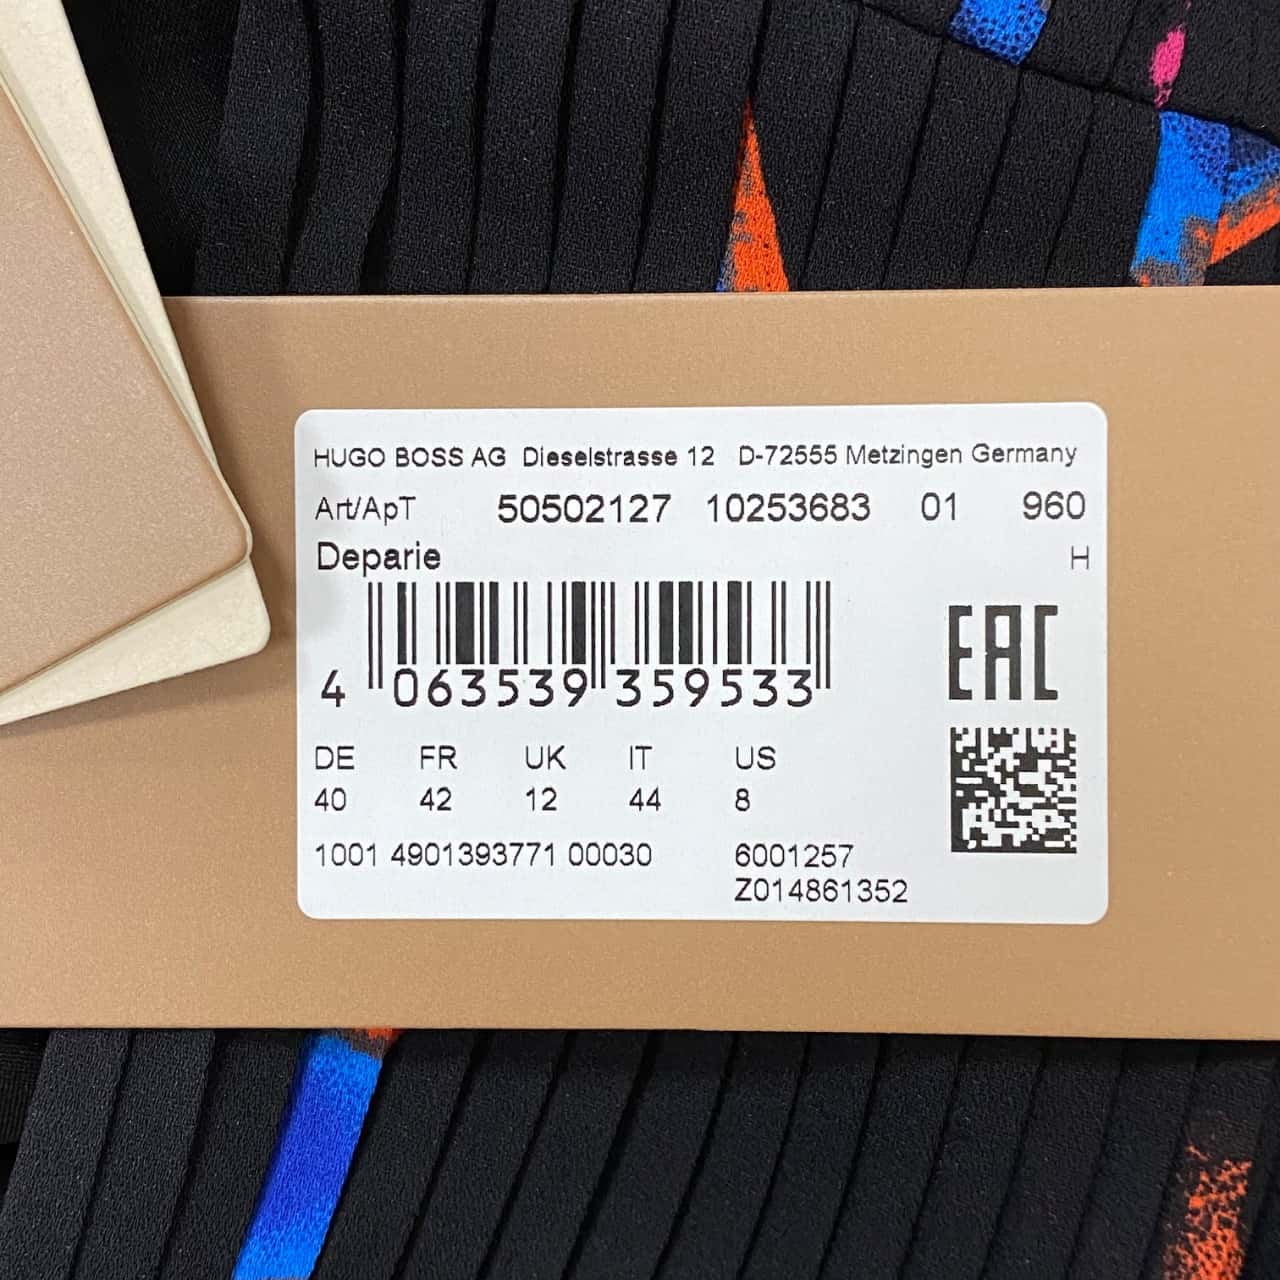 HUGO BOSS AG Dieselstrasse 12 D-72555 Metzingen Germany
Art/ApT 50502127 10253683 01 960
Deparie H
4 063539 359533
EAC
DE FR UK IT US
40 42 12 44 8
1001 4901393771 00030 6001257
Z014861352